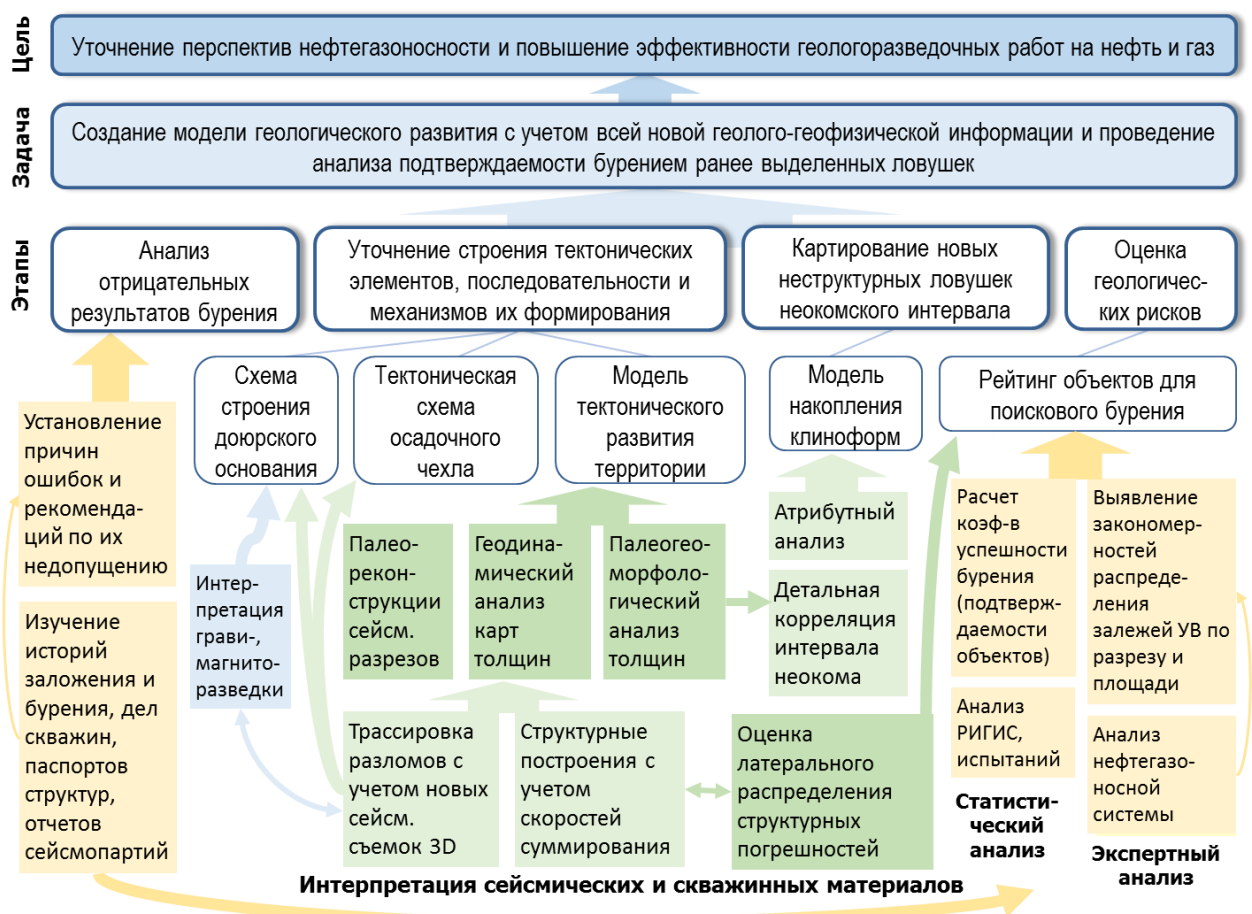 Цель
Уточнение перспектив нефтегазоносности и повышение эффективности геологоразведочных работ на нефть и газ
Задача
Создание модели геологического развития с учетом всей новой геолого-геофизической информации и проведение
анализа подтверждаемости бурением ранее выделенных ловушек
Этапы
Анализ
отрицательных
результатов бурения
Уточнение строения тектонических
элементов, последовательности и
механизмов их формирования
Картирование новых
неструктурных ловушек
неокомского интервала
Оценка
геологичес-
ких рисков
Схема
строения
доюрского
основания
Тектоническая
схема
осадочного
чехла
Модель
тектонического
развития
территории
Модель
накопления
клиноформ
Рейтинг объектов для
поискового бурения
Установление
причин
ошибок и
рекоменда-
ций по их
недопущению
Изучение
историй
заложения и
бурения, дел
скважин,
паспортов
структур,
отчетов
сейсмопартий
Интер-
претация
грави-,
магнито-
разведки
Палео-
рекон-
струкции
сейсм.
разрезов
Геодина-
мический
анализ
карт
толщин
Палеогео-
морфоло-
гический
анализ
толщин
Атрибутный
анализ
Детальная
корреляция
интервала
неокома
Трассировка
разломов с
учетом новых
сейсм.
съемок 3D
Структурные
построения с
учетом
скоростей
суммирования
Оценка
латерального
распределения
структурных
погрешностей
Расчет
коэф-в
успешности
бурения
(подтверж-
даемости
объектов)
Анализ
РИГИС,
испытаний
Статисти-
ческий
анализ
Выявление
закономер-
ностей
распреде-
ления
залежей УВ по
разрезу и
площади
Анализ
нефтегазо-
носной
системы
Экспертный
анализ
Интерпретация сейсмических и скважинных материалов